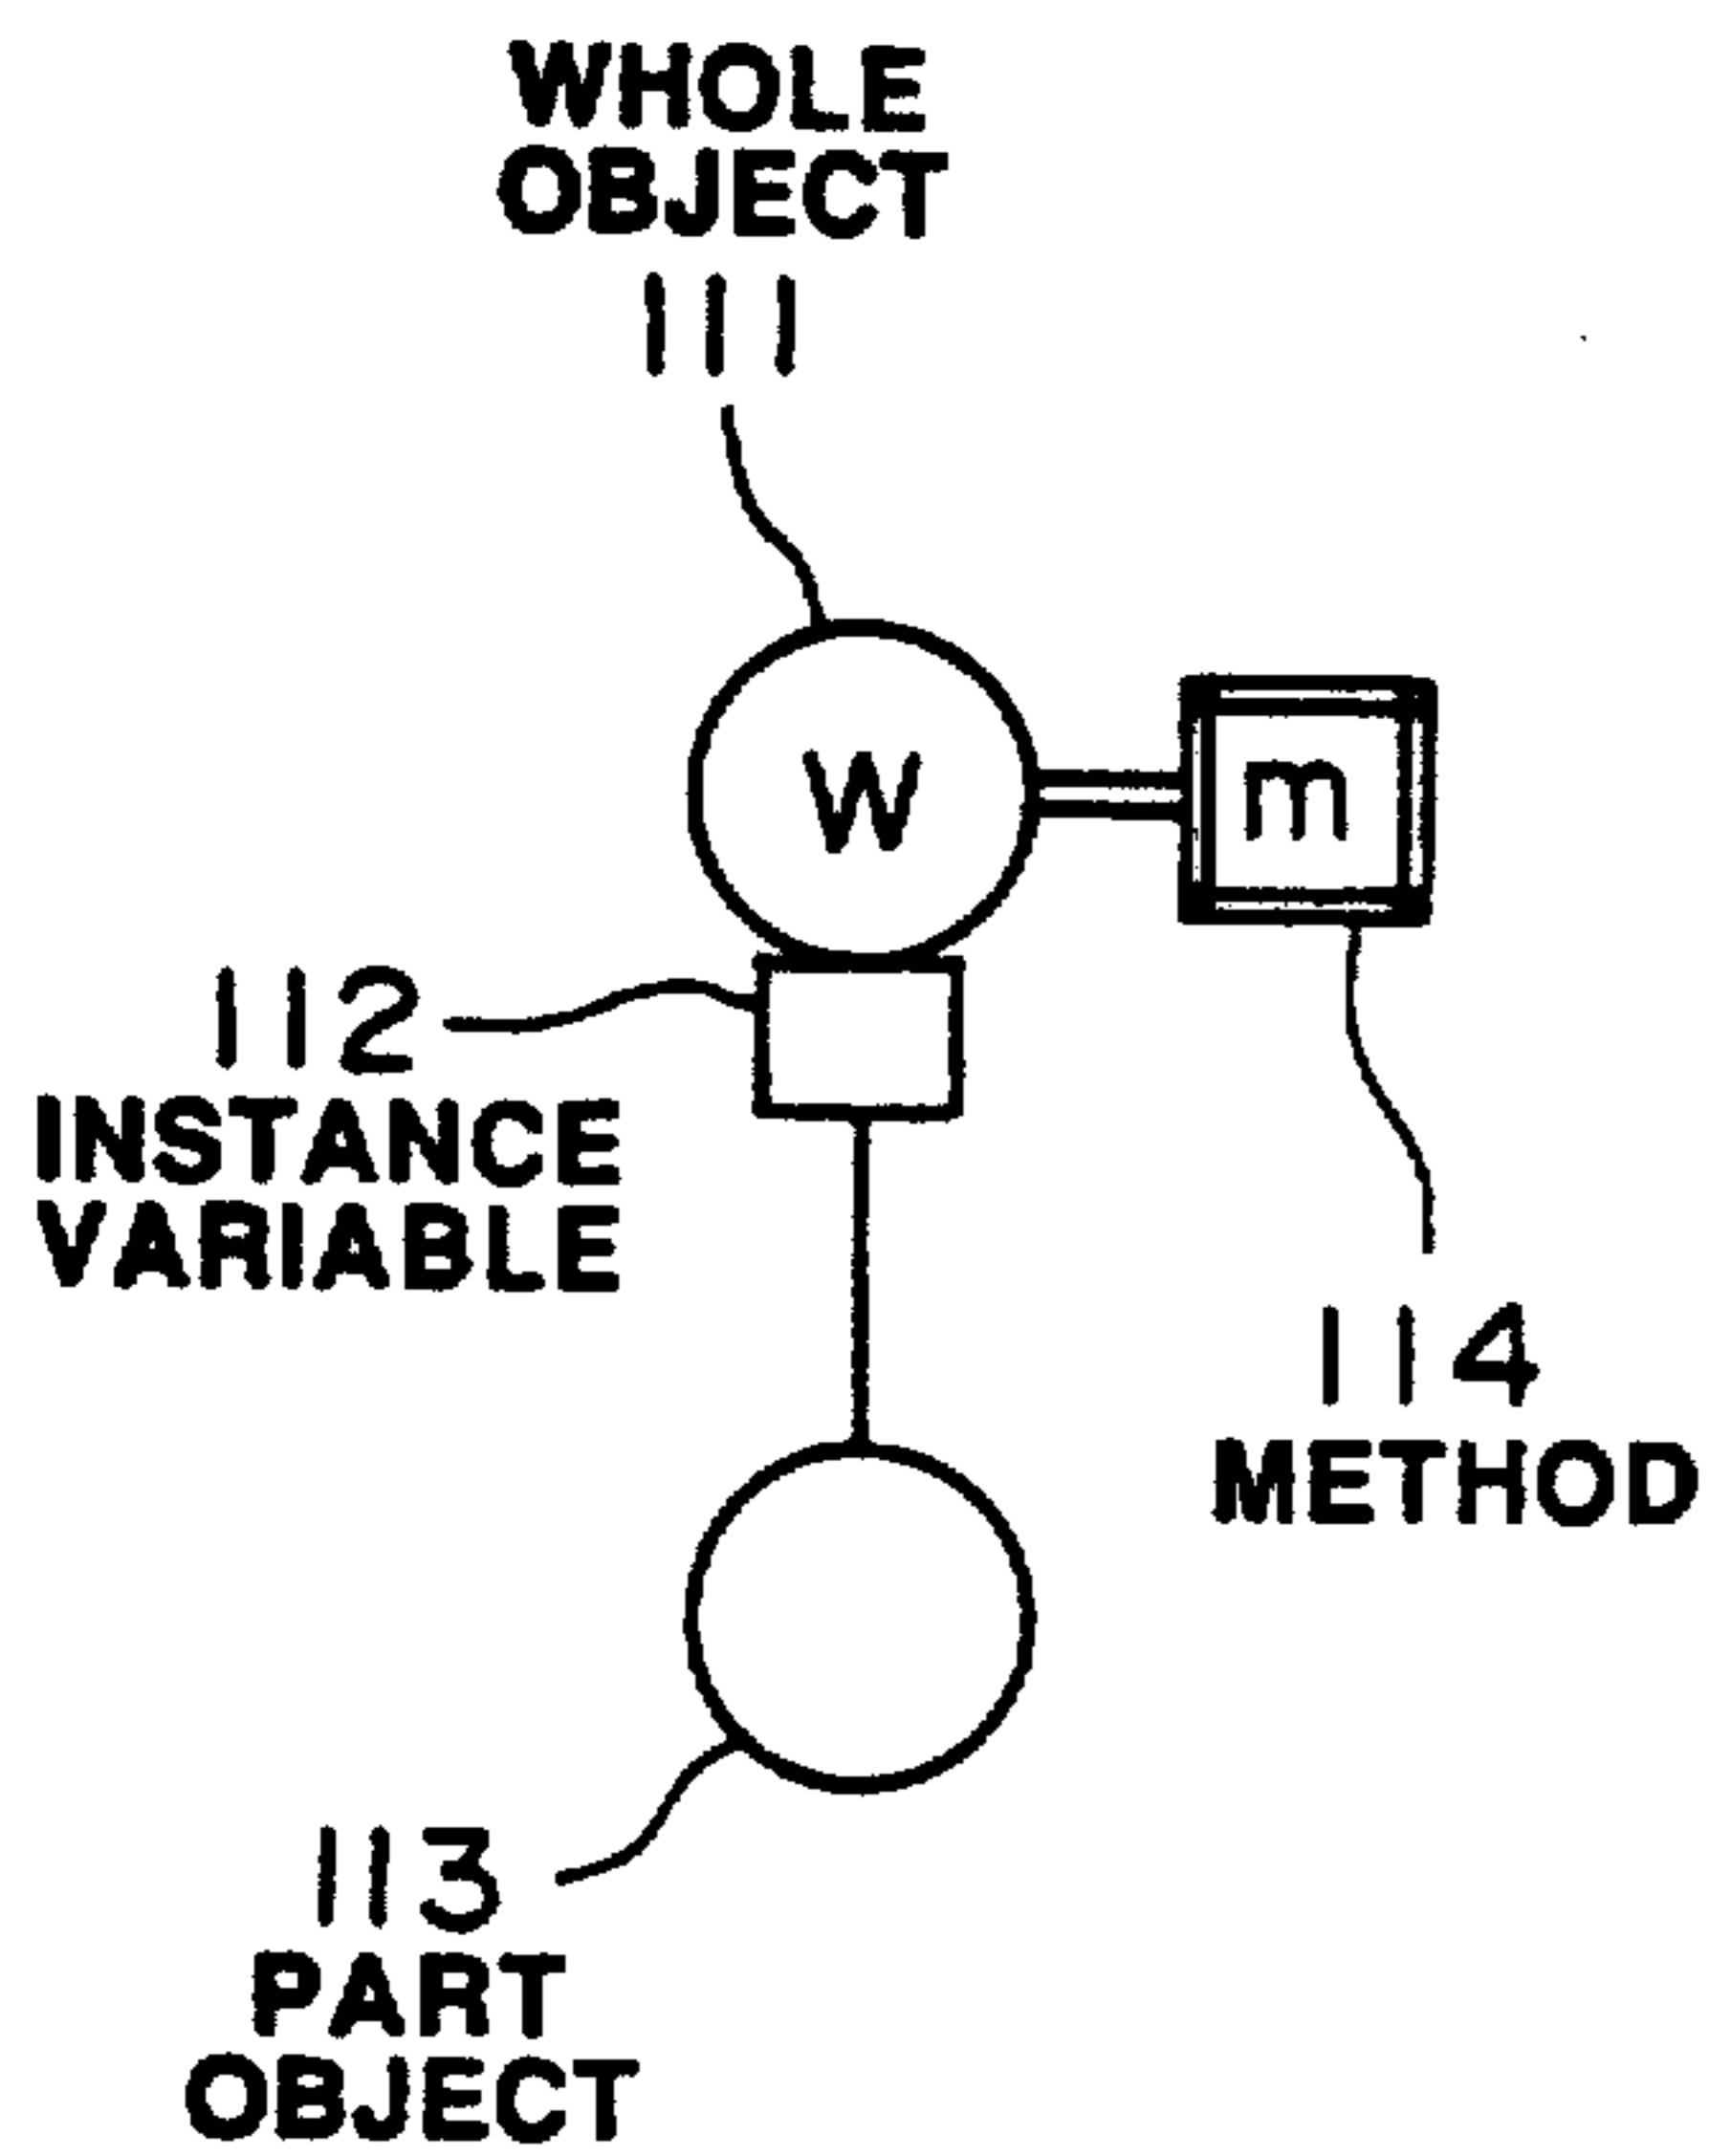 WHOLE
OBJECT
111
W
m
112
INSTANCE
VARIABLE
114
METHOD
113
PART
OBJECT